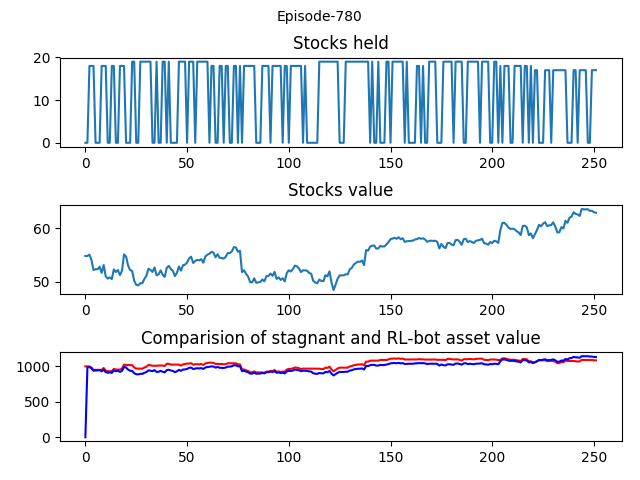 Episode-780
Stocks held
20
10
0
0 50 100 150 200 250
Stocks value
60
50
0 50 100 150 200 250
Comparision of stagnant and RL-bot asset value
1000
500
0
0 50 100 150 200 250